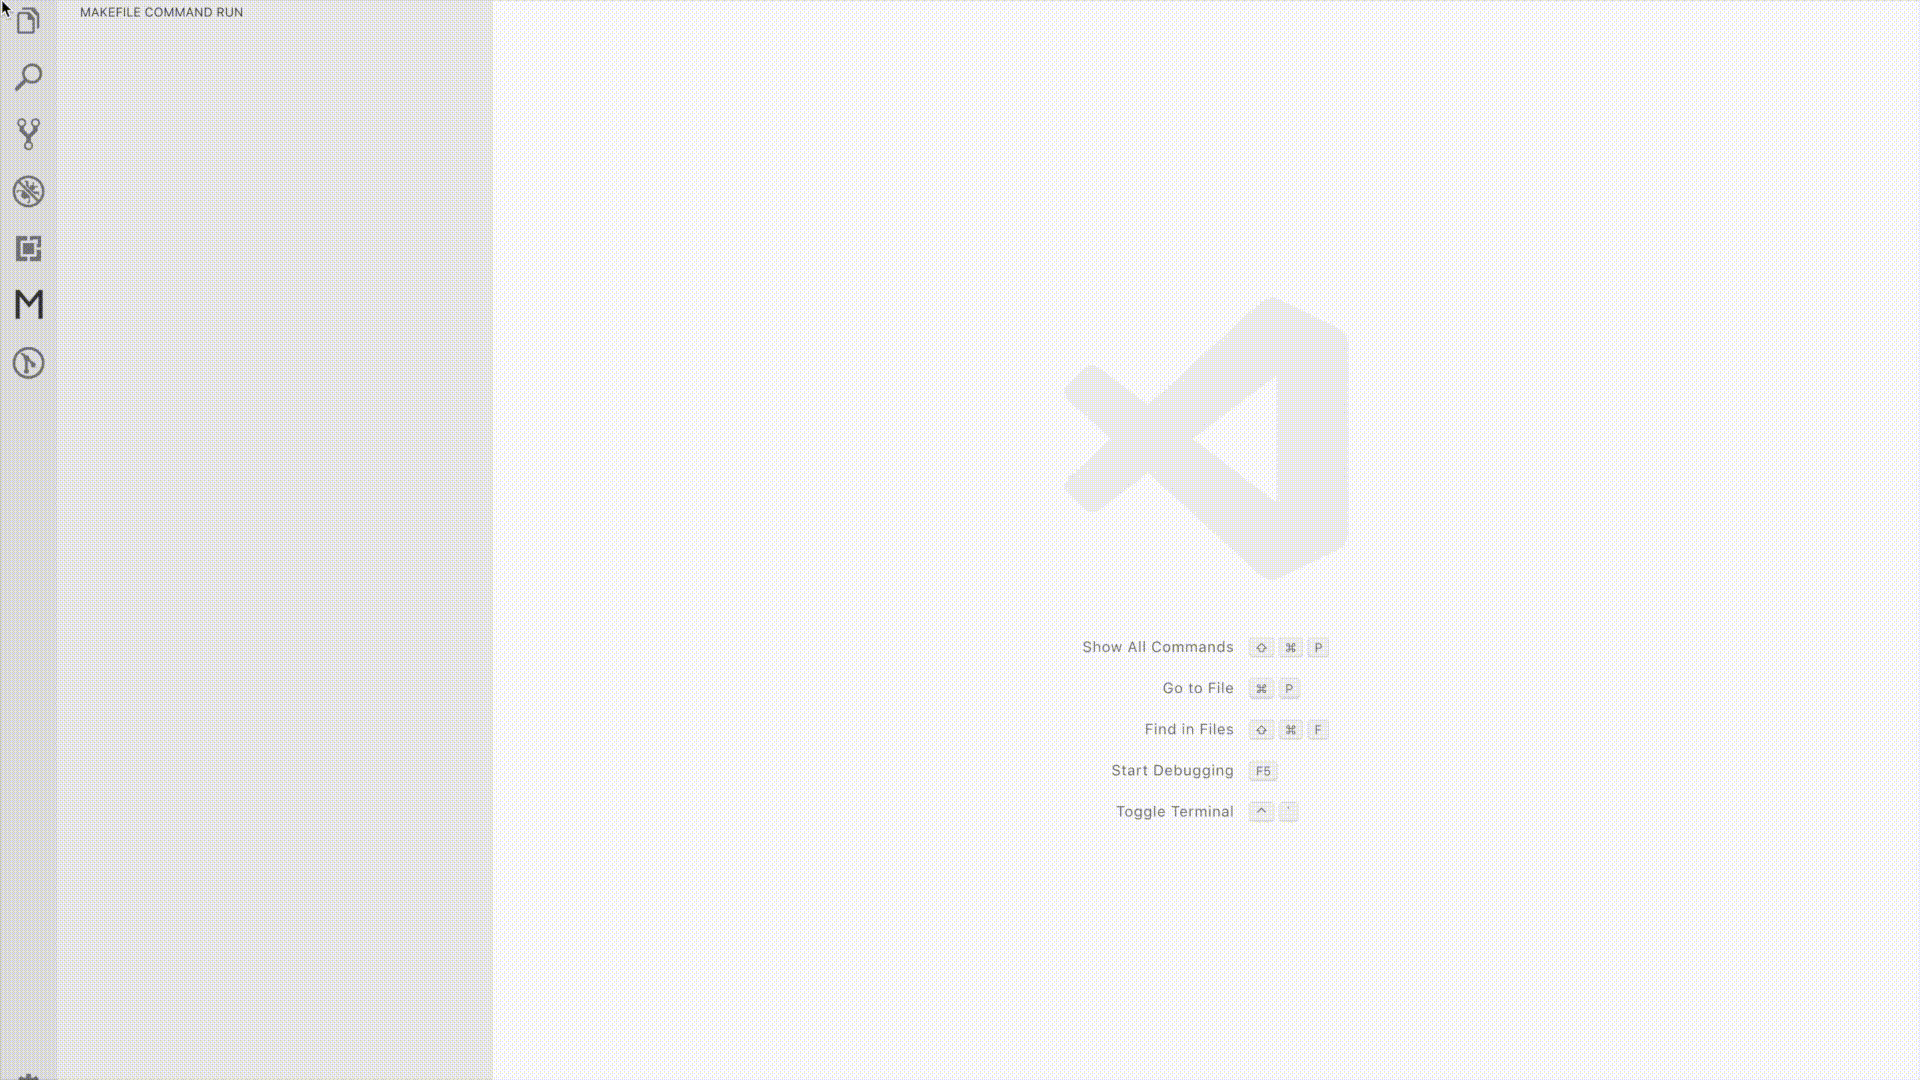 MAKEFILE COMMAND RUN
M
Show All Commands ⇧ ⌘ P
Go to File ⌘ P
Find in Files ⇧ ⌘ F
Start Debugging F5
Toggle Terminal ^ `